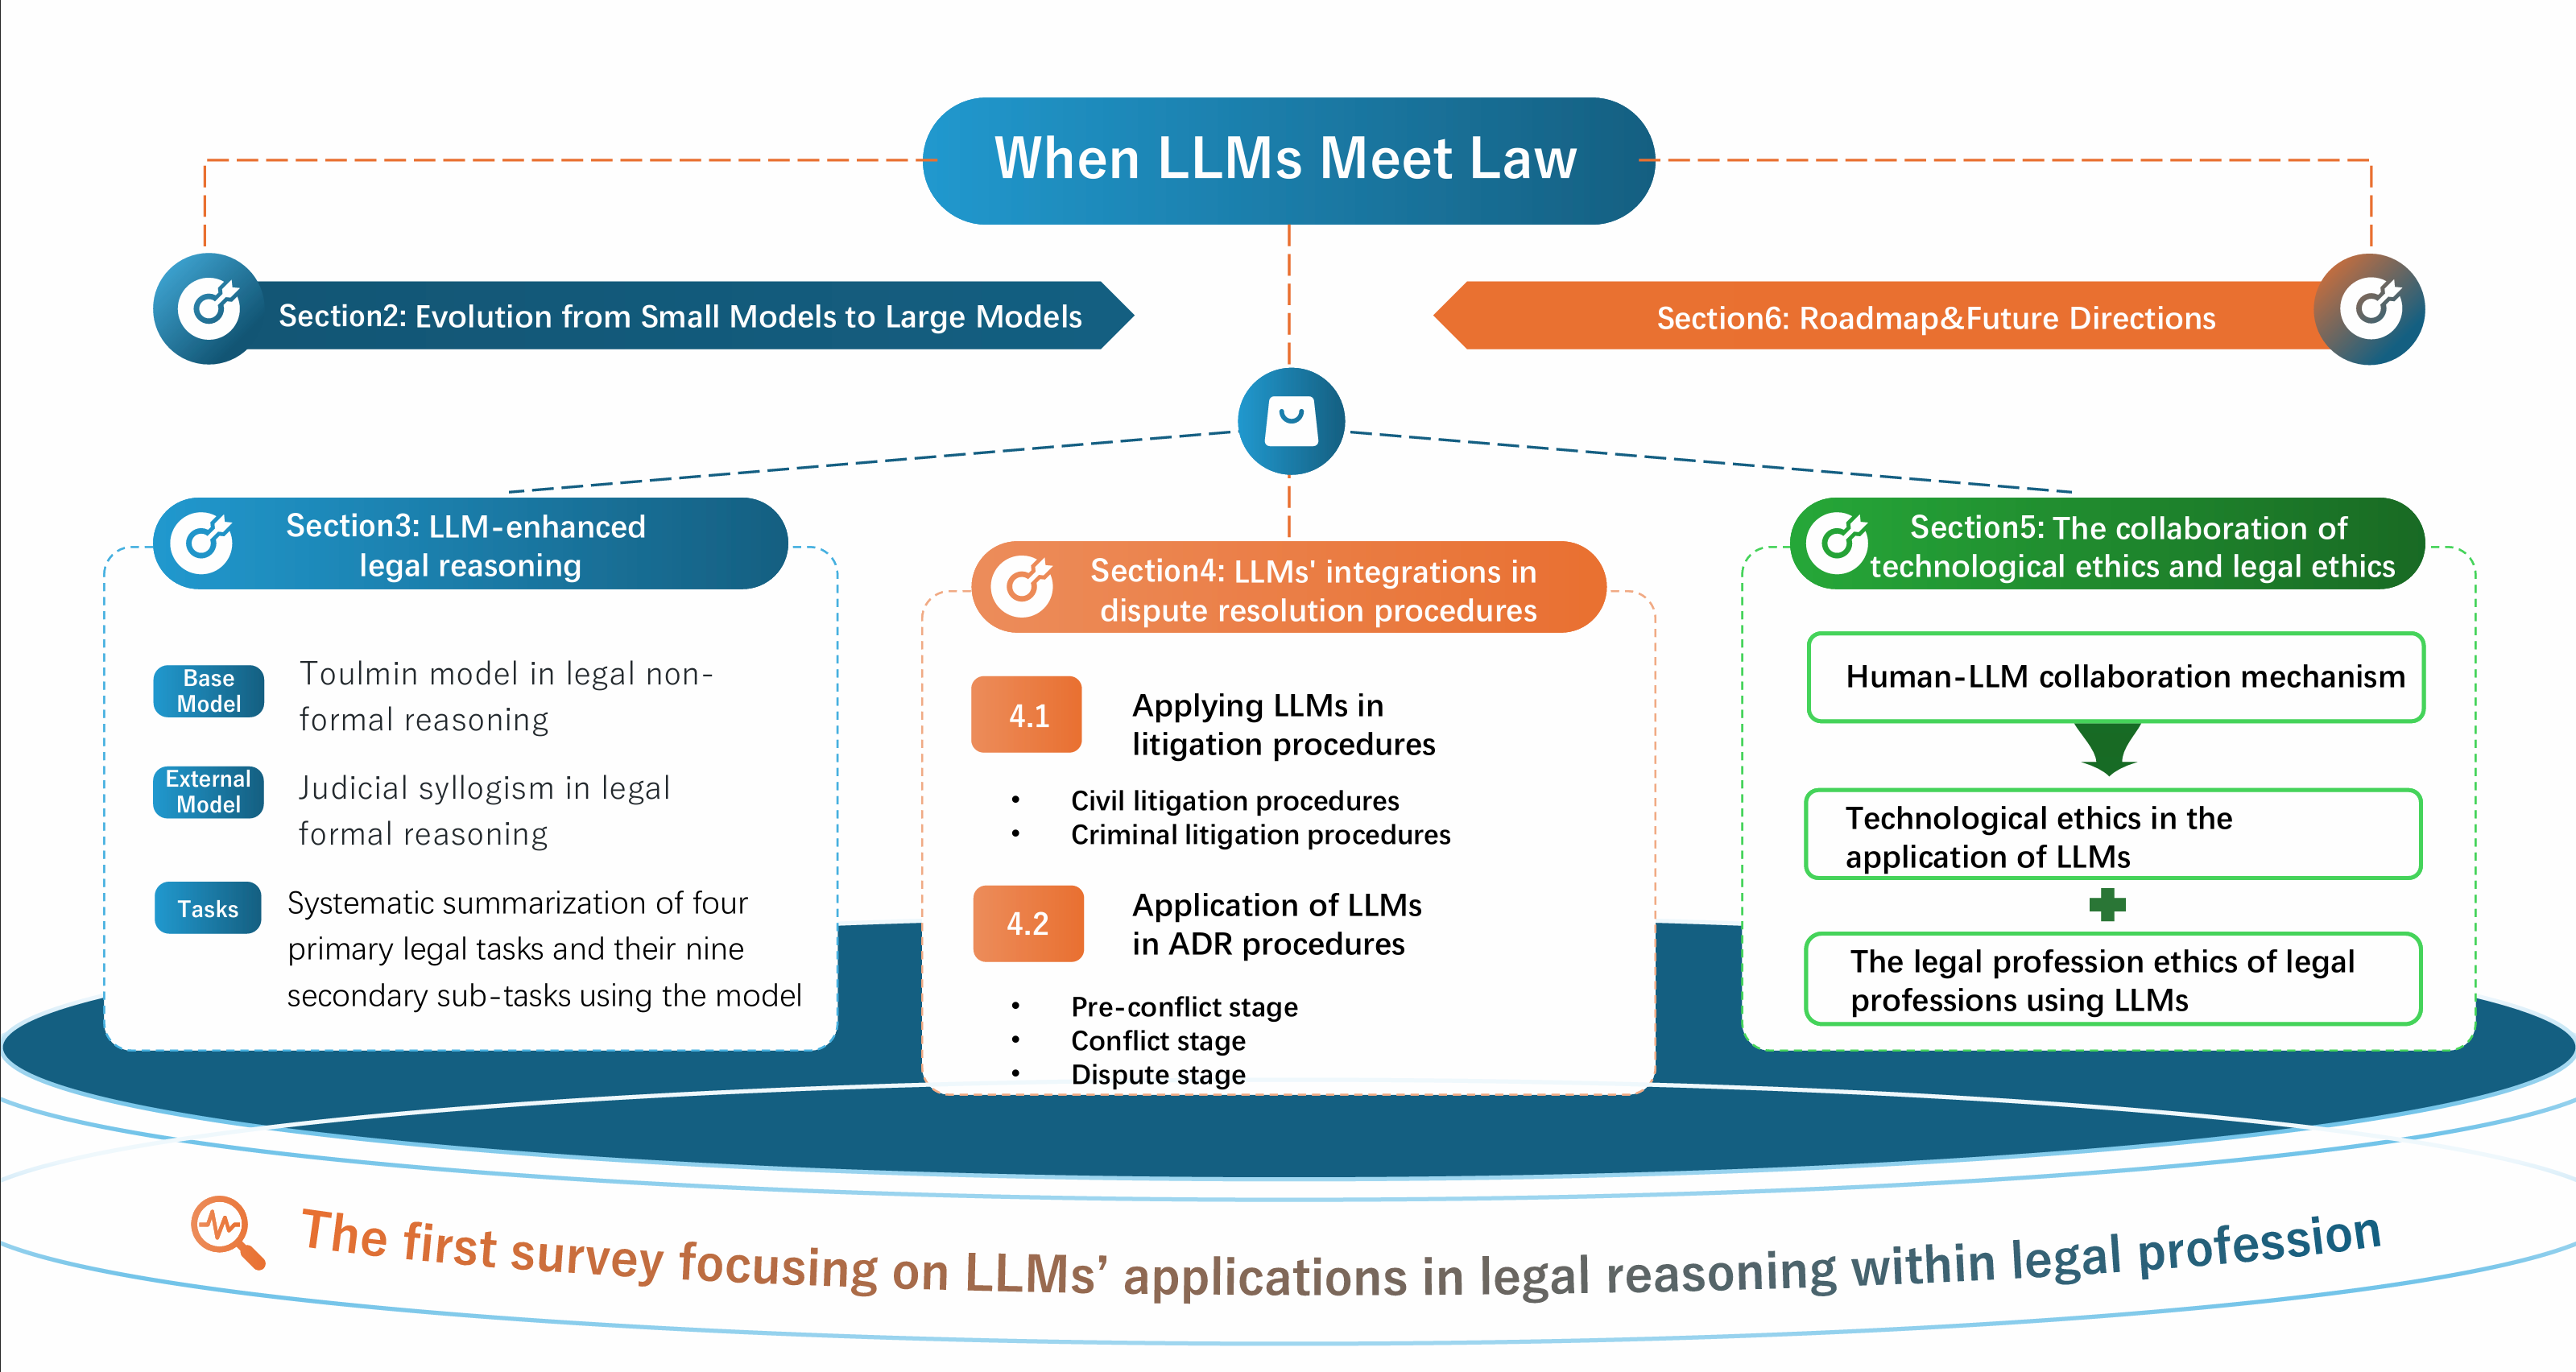 When LLMs Meet Law
Section2: Evolution from Small Models to Large Models
Section6: Roadmap&Future Directions
Section3: LLM-enhanced
legal reasoning
Base
Model
Toulmin model in legal non-
formal reasoning
External
Model
Judicial syllogism in legal
formal reasoning
Tasks
Systematic summarization of four
primary legal tasks and their nine
secondary sub-tasks using the model
Section4: LLMs' integrations in
dispute resolution procedures
4.1
Applying LLMs in
litigation procedures
• Civil litigation procedures
• Criminal litigation procedures
4.2
Application of LLMs
in ADR procedures
• Pre-conflict stage
• Conflict stage
• Dispute stage
Section5: The collaboration of
technological ethics and legal ethics
Human-LLM collaboration mechanism
Technological ethics in the
application of LLMs
The legal profession ethics of legal
professions using LLMs
The first survey focusing on LLMs’ applications in legal reasoning within legal profession